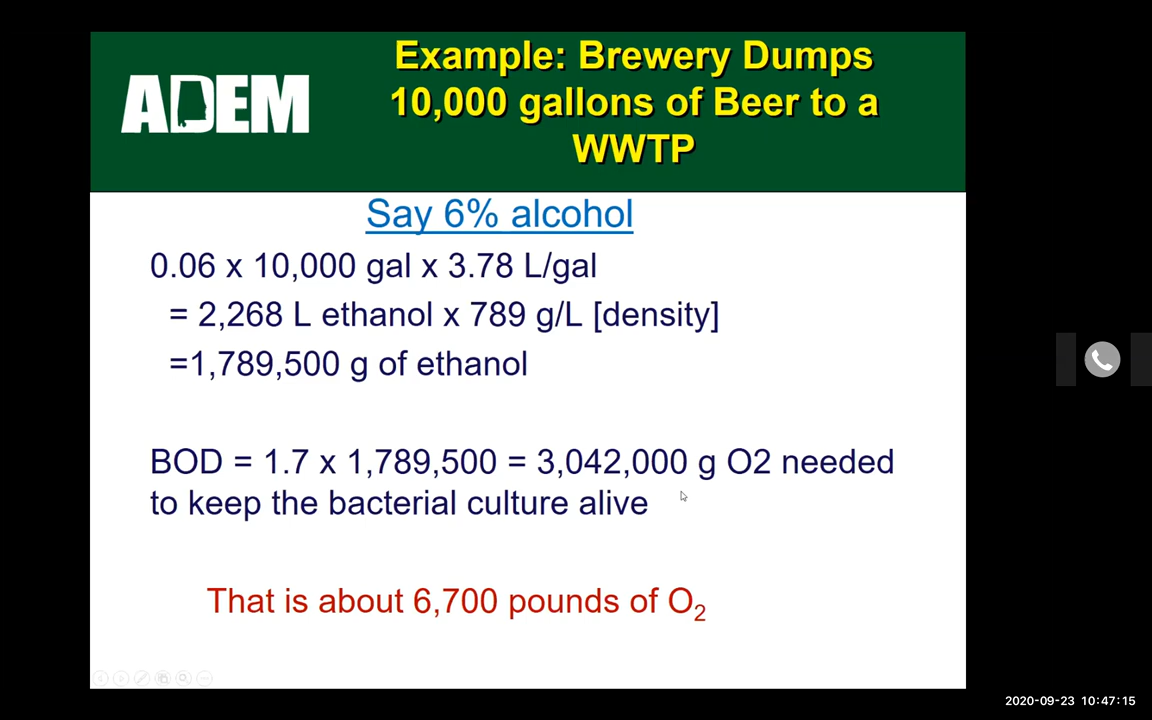 ADEM
Example: Brewery Dumps
10,000 gallons of Beer to a
WWTP
Say 6% alcohol
0.06 x 10,000 gal x 3.78 L/gal
= 2,268 L ethanol x 789 g/L [density]
=1,789,500 g of ethanol
BOD = 1.7 x 1,789,500 = 3,042,000 g O2 needed
to keep the bacterial culture alive
That is about 6,700 pounds of O₂
2020-09-23 10:47:15